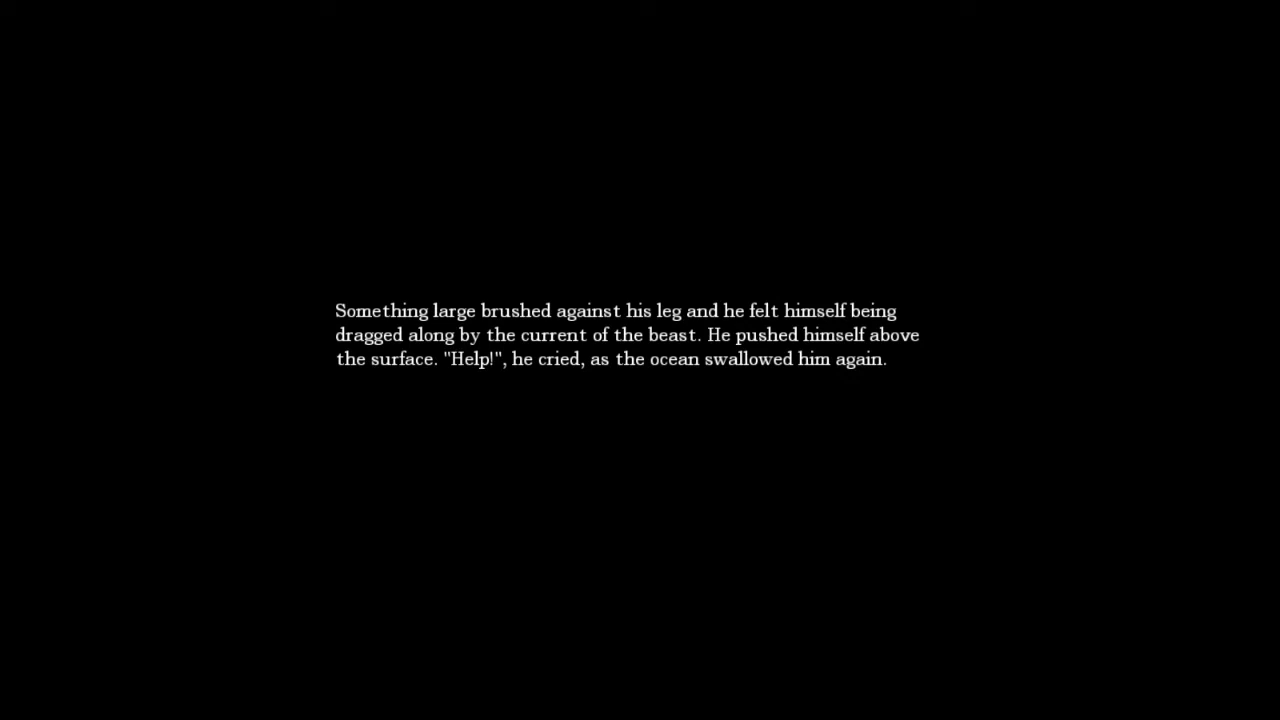 Something large brushed against his leg and he felt himself being
dragged along by the current of the beast. He pushed himself above
the surface. "Help!", he cried, as the ocean swallowed him again.